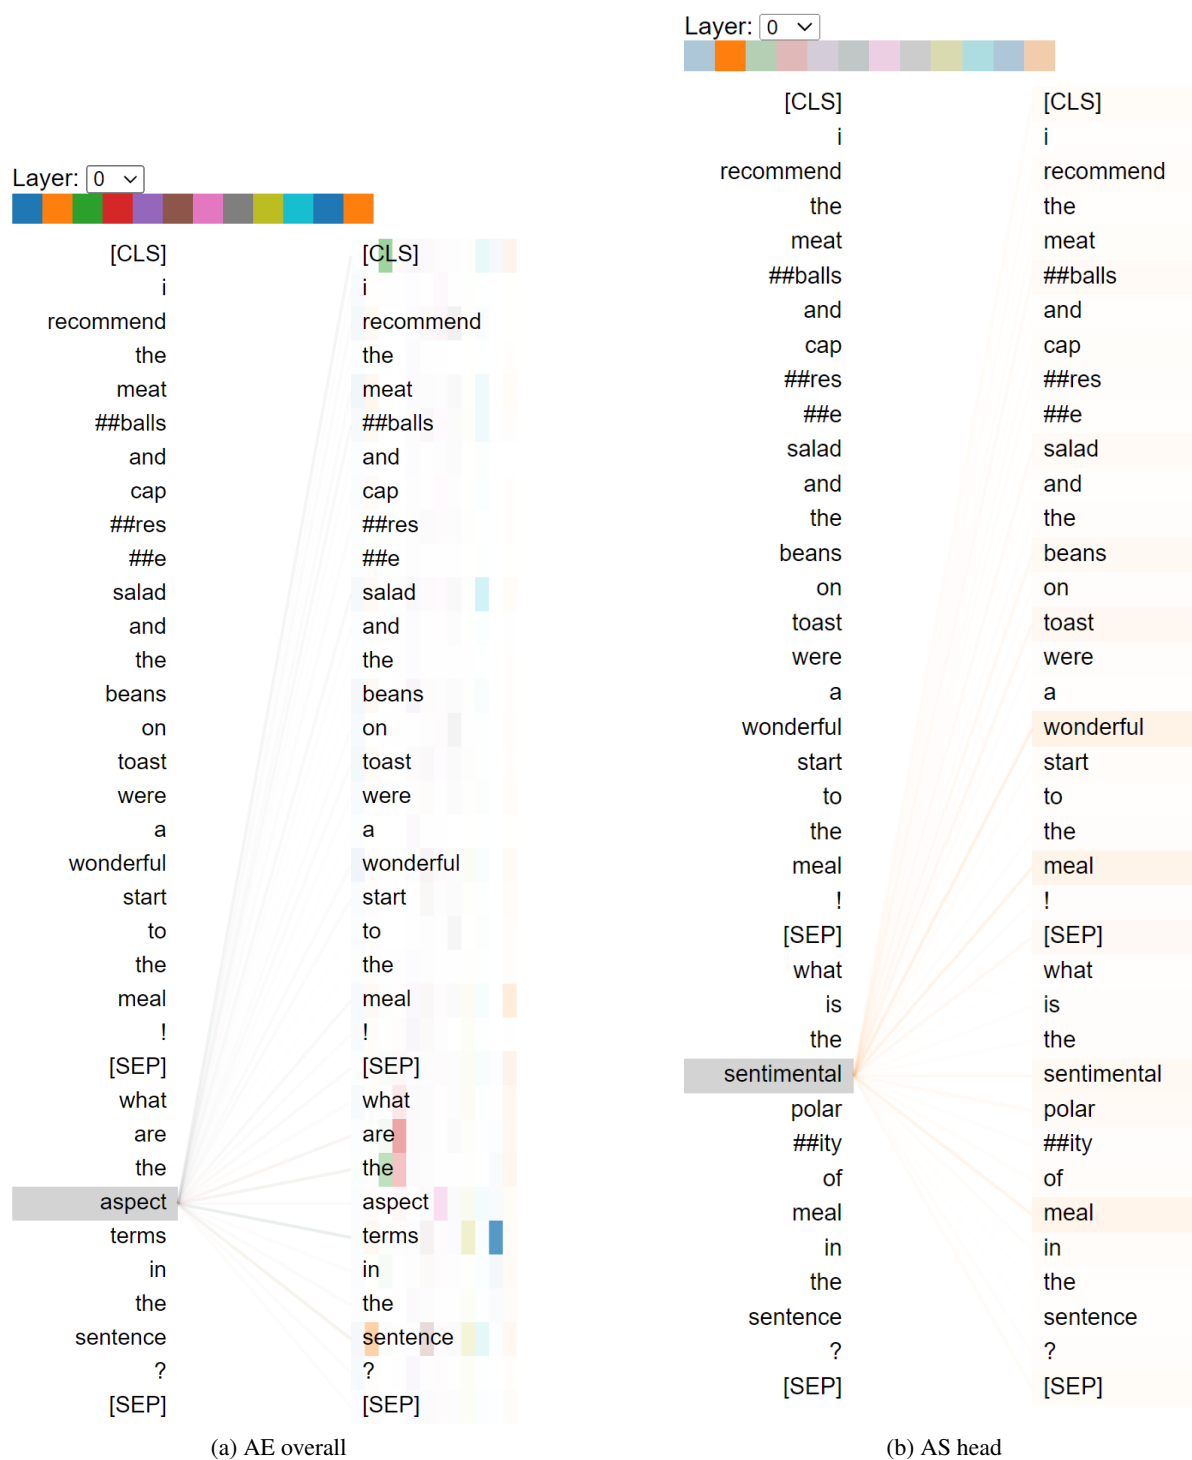 Layer: 0
[CLS] [CLS]
i i
recommend recommend
the the
meat meat
##balls ##balls
and and
cap cap
##res ##res
##e ##e
salad salad
and and
the the
beans beans
on on
toast toast
were were
a a
wonderful wonderful
start start
to to
the the
meal meal
! !
[SEP] [SEP]
what what
are are
the the
aspect aspect
terms terms
in in
the the
sentence sentence
? ?
[SEP] [SEP]
(a) AE overall
Layer: 0
[CLS] [CLS]
i i
recommend recommend
the the
meat meat
##balls ##balls
and and
cap cap
##res ##res
##e ##e
salad salad
and and
the the
beans beans
on on
toast toast
were were
a a
wonderful wonderful
start start
to to
the the
meal meal
! !
[SEP] [SEP]
what what
is is
the the
sentimental sentimental
polar polar
##ity ##ity
of of
meal meal
in in
the the
sentence sentence
? ?
[SEP] [SEP]
(b) AS head